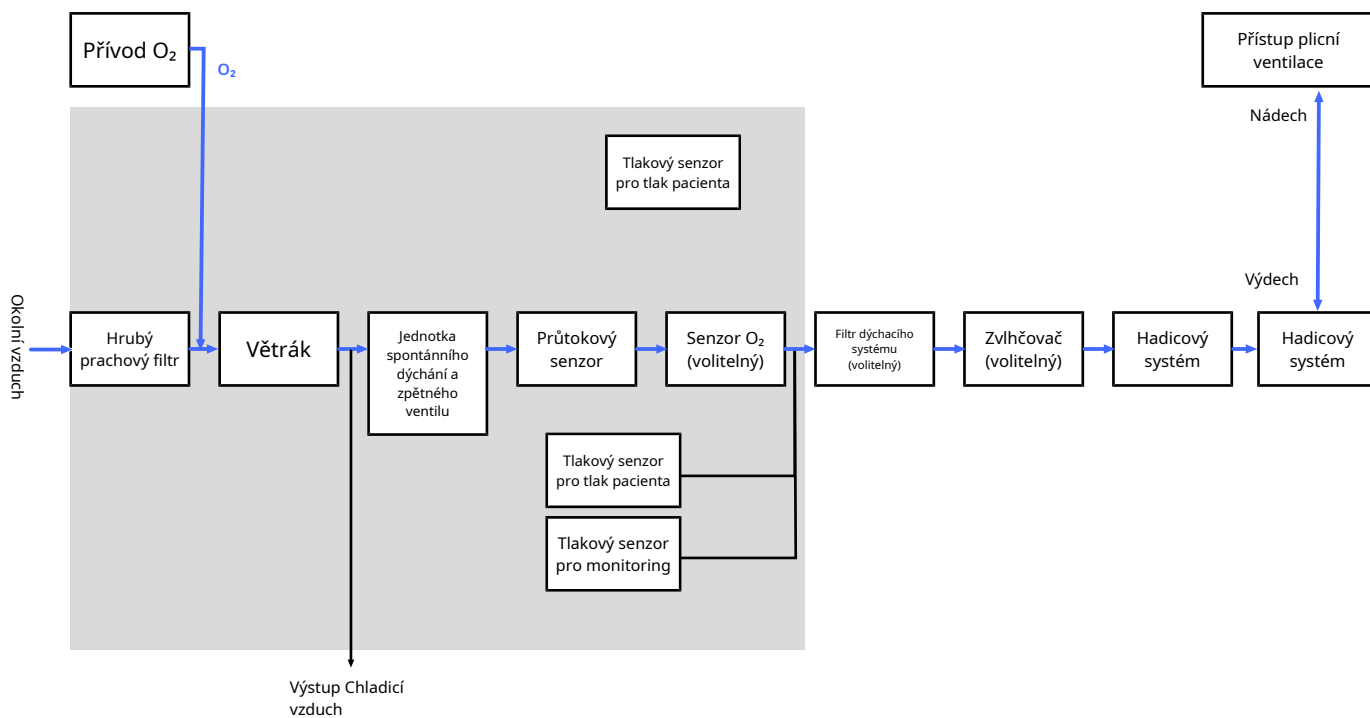 Přívod O₂
O₂
Přístup plicní
ventilace
Nádech
Tlakový senzor
pro tlak pacienta
Výdech
Okolní vzduch
Hrubý
prachový filtr
Větrák
Jednotka
spontánního
dýchání a
zpětného
ventilu
Průtokový
senzor
Senzor O₂
(volitelný)
Filtr dýchacího
systému
(volitelný)
Zvlhčovač
(volitelný)
Hadicový
systém
Hadicový
systém
Tlakový senzor
pro tlak pacienta
Tlakový senzor
pro monitoring
Výstup Chladicí
vzduch